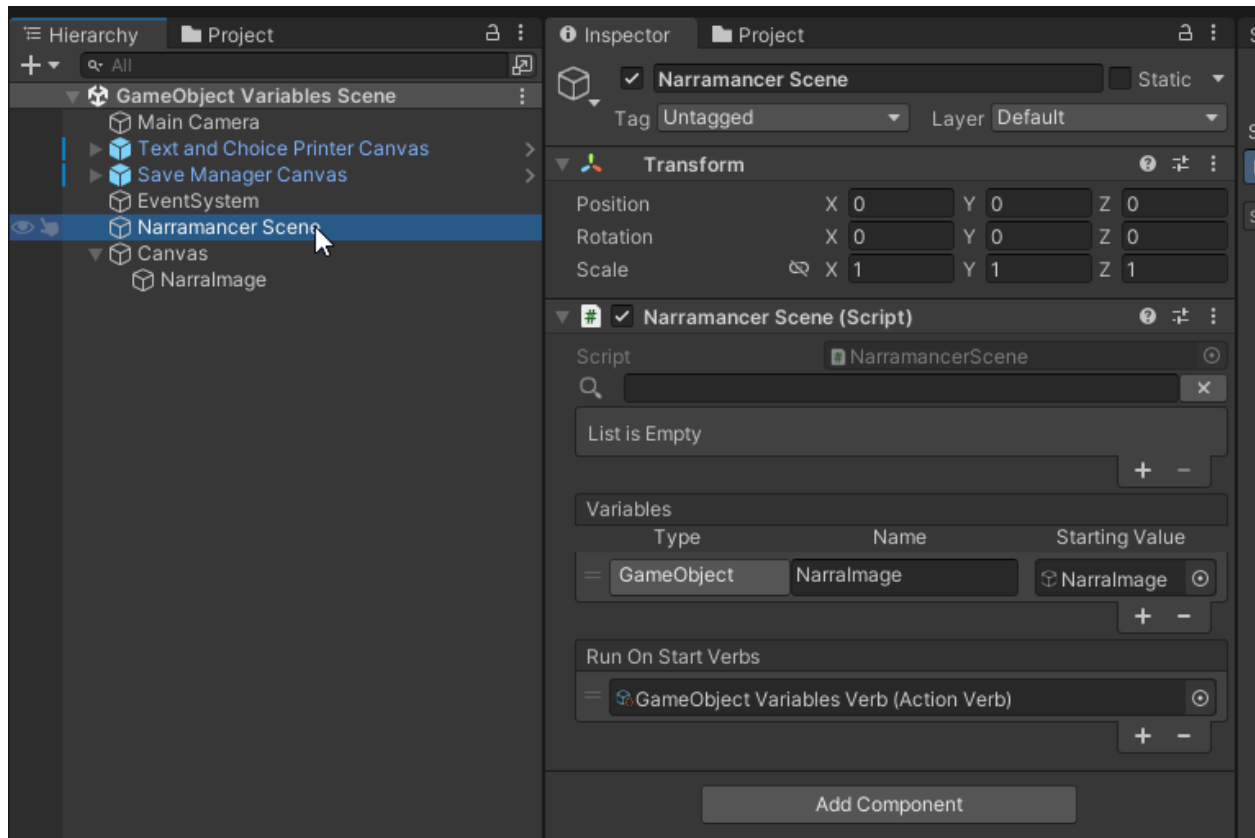 Hierarchy
Project
All
GameObject Variables Scene
Main Camera
Text and Choice Printer Canvas
Save Manager Canvas
EventSystem
Narramancer Scene
Canvas
NarraImage
Inspector
Project
Narramancer Scene
Static
Tag Untagged Layer Default
Transform
Position X 0 Y 0 Z 0
Rotation X 0 Y 0 Z 0
Scale X 1 Y 1 Z 1
# Narramancer Scene (Script)
Script NarramancerScene
List is Empty
Variables
Type Name Starting Value
GameObject NarraImage NarraImage
Run On Start Verbs
GameObject Variables Verb (Action Verb)
Add Component